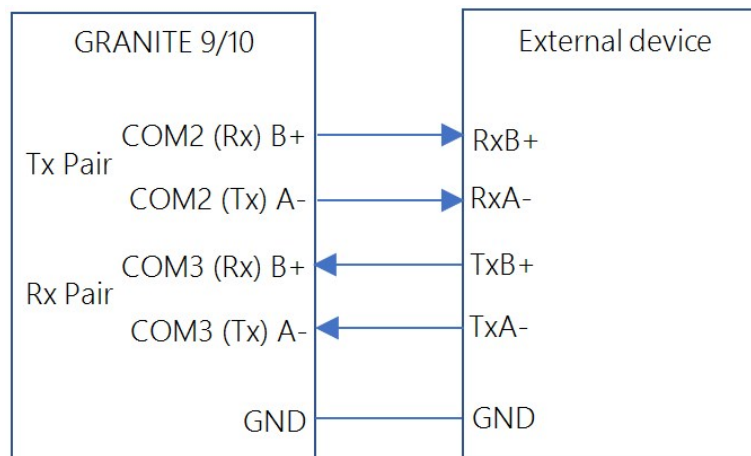 GRANITE 9/10
External device
Tx Pair
COM2 (Rx) B+
RxB+
COM2 (Tx) A-
RxA-
Rx Pair
COM3 (Rx) B+
TxB+
COM3 (Tx) A-
TxA-
GND
GND